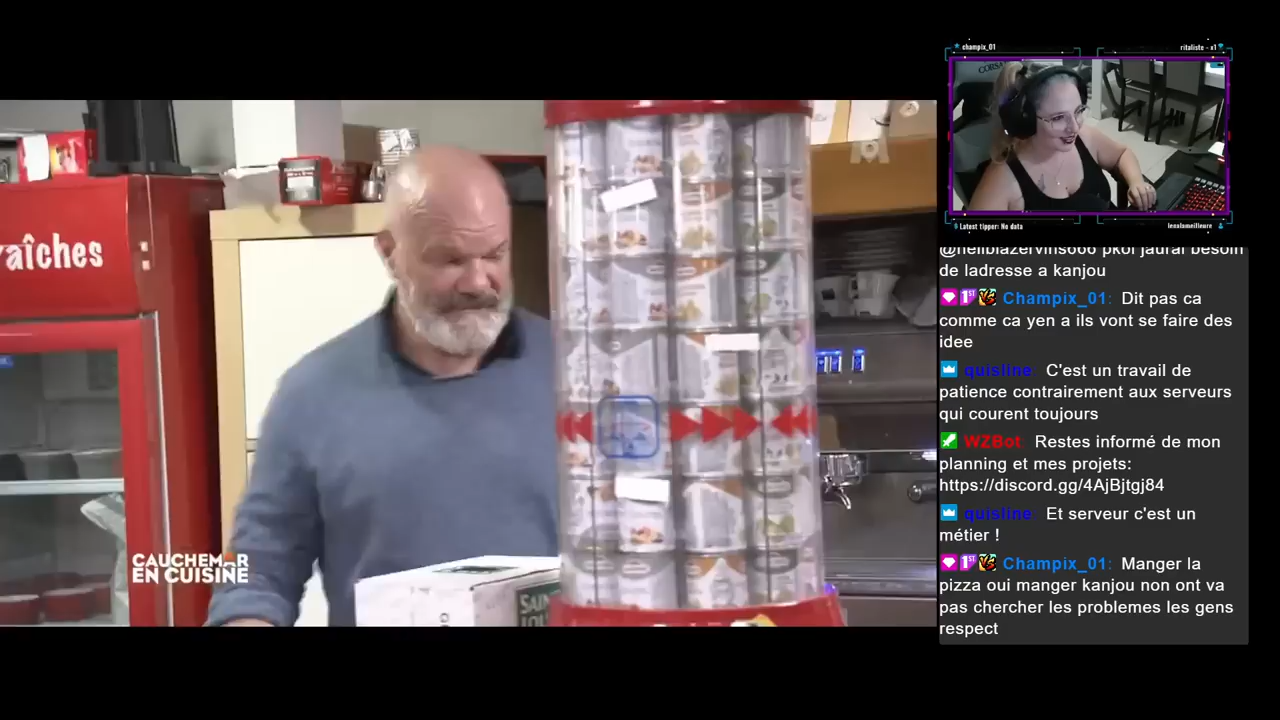 raîches
CAUCHEMAR
EN CUISINE
champix_01
ritaliste - x1
CORSA
Latest tipper: No data
lenalameilleure
@hellblazervins666 pkoi jaurai besoin
de ladresse a kanjou
Champix_01: Dit pas ca
comme ca yen a ils vont se faire des
idee
quisline: C'est un travail de
patience contrairement aux serveurs
qui courent toujours
WZBot: Restes informé de mon
planning et mes projets:
https://discord.gg/4AjBjtgj84
quisline: Et serveur c'est un
métier !
Champix_01: Manger la
pizza oui manger kanjou non ont va
pas chercher les problemes les gens
respect